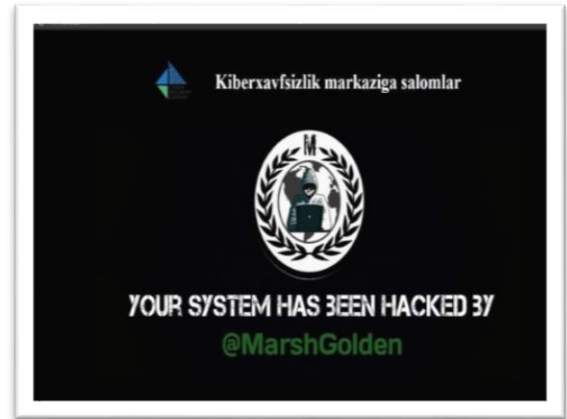 Kiberxavfsizlik markaziga salomlar
M
YOUR SYSTEM HAS BEEN HACKED BY
@MarshGolden